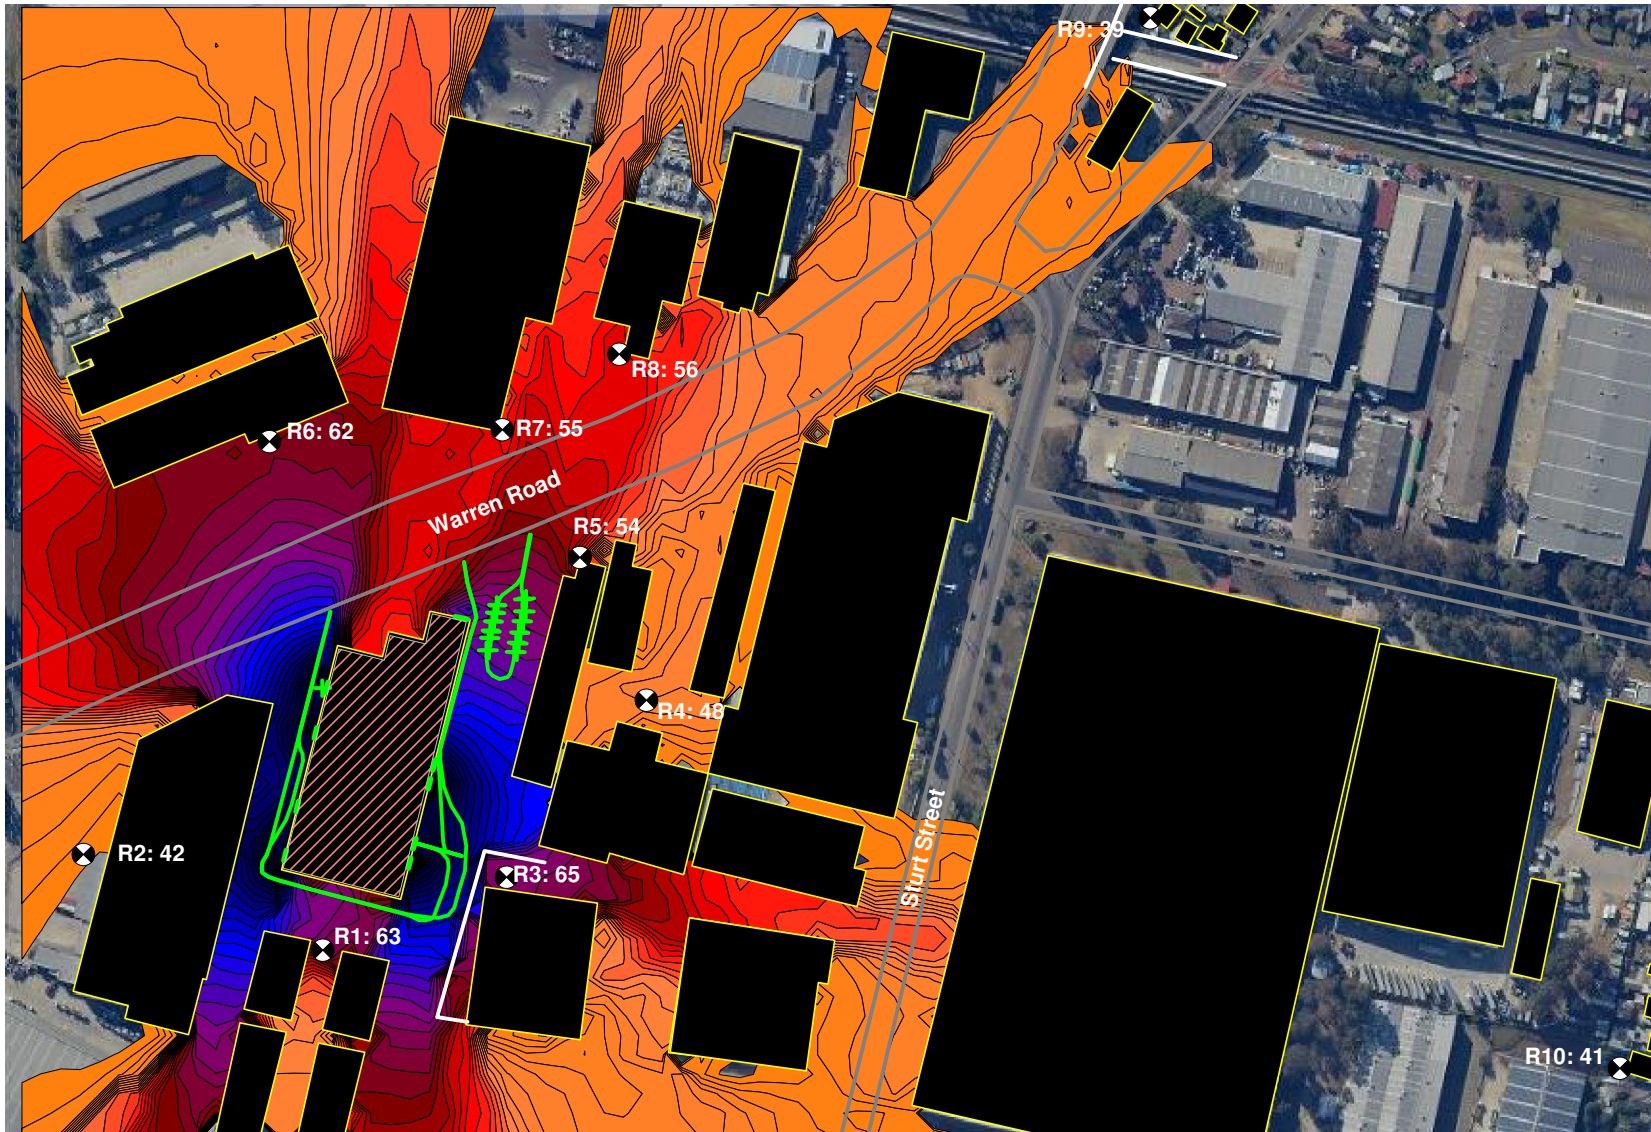 R9: 39
R8: 56
R7: 55
R6: 62
Warren Road
R5: 54
R4: 48
R2: 42
R3: 65
Sturt Street
R1: 63
R10: 41